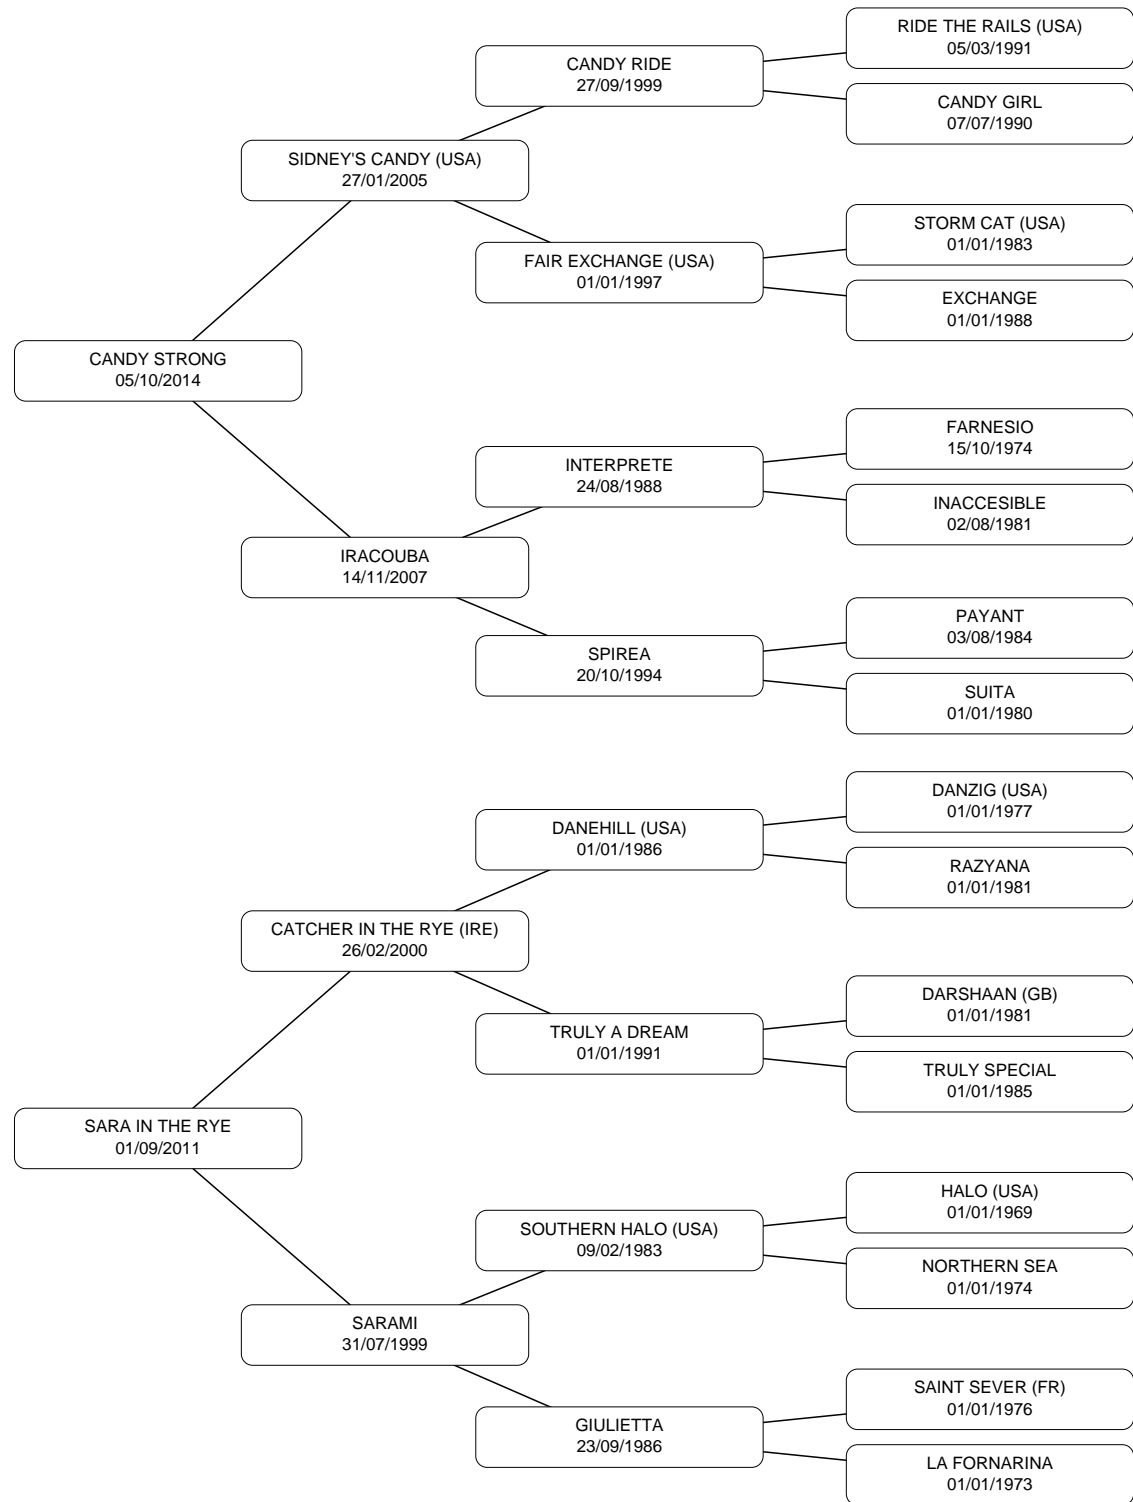 RIDE THE RAILS (USA)
05/03/1991
CANDY RIDE
27/09/1999
CANDY GIRL
07/07/1990
SIDNEY'S CANDY (USA)
27/01/2005
STORM CAT (USA)
01/01/1983
FAIR EXCHANGE (USA)
01/01/1997
EXCHANGE
01/01/1988
CANDY STRONG
05/10/2014
FARNESIO
15/10/1974
INTERPRETE
24/08/1988
INACCESIBLE
02/08/1981
IRACOUBA
14/11/2007
PAYANT
03/08/1984
SPIREA
20/10/1994
SUITA
01/01/1980
DANZIG (USA)
01/01/1977
DANEHILL (USA)
01/01/1986
RAZYANA
01/01/1981
CATCHER IN THE RYE (IRE)
26/02/2000
DARSHAAN (GB)
01/01/1981
TRULY A DREAM
01/01/1991
TRULY SPECIAL
01/01/1985
SARA IN THE RYE
01/09/2011
HALO (USA)
01/01/1969
SOUTHERN HALO (USA)
09/02/1983
NORTHERN SEA
01/01/1974
SARAMI
31/07/1999
SAINT SEVER (FR)
01/01/1976
GIULIETTA
23/09/1986
LA FORNARINA
01/01/1973